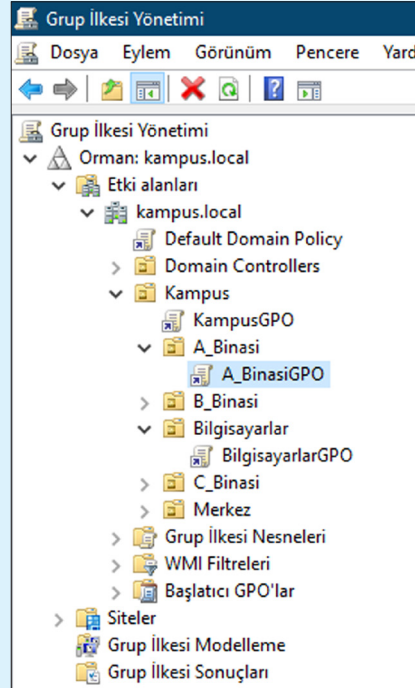 Grup İlkesi Yönetimi
Dosya Eylem Görünüm Pencere Yard
Grup İlkesi Yönetimi
Orman: kampus.local
Etki alanları
kampus.local
Default Domain Policy
Domain Controllers
Kampus
KampusGPO
A_Binasi
A_BinasiGPO
B_Binasi
Bilgisayarlar
BilgisayarlarGPO
C_Binasi
Merkez
Grup İlkesi Nesneleri
WMI Filtreleri
Başlatıcı GPO'lar
Siteler
Grup İlkesi Modelleme
Grup İlkesi Sonuçları